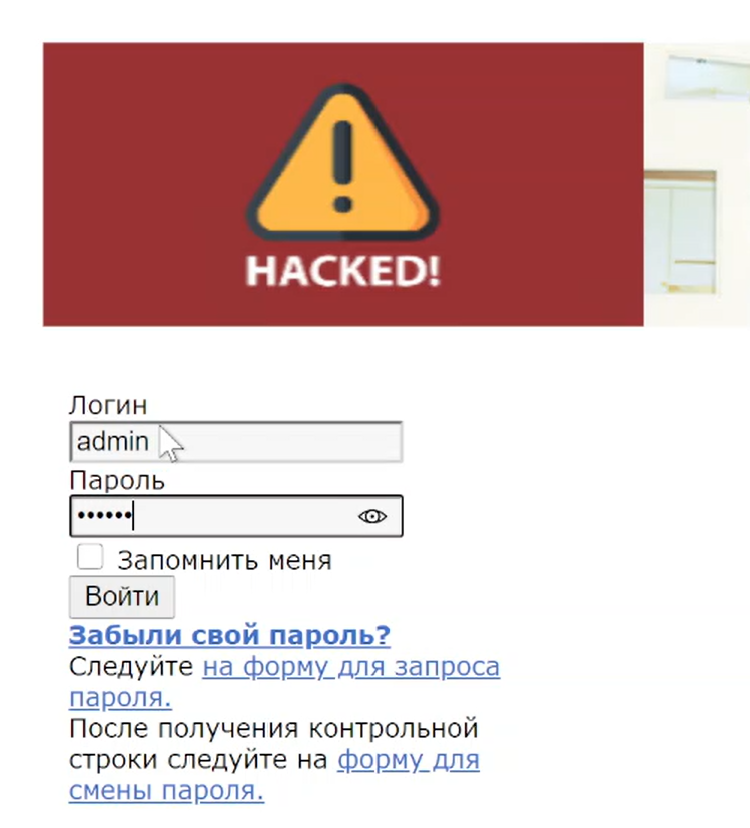 HACKED!
Логин
admin
Пароль
••••••
Запомнить меня
Войти
Забыли свой пароль?
Следуйте на форму для запроса
пароля.
После получения контрольной
строки следуйте на форму для
смены пароля.